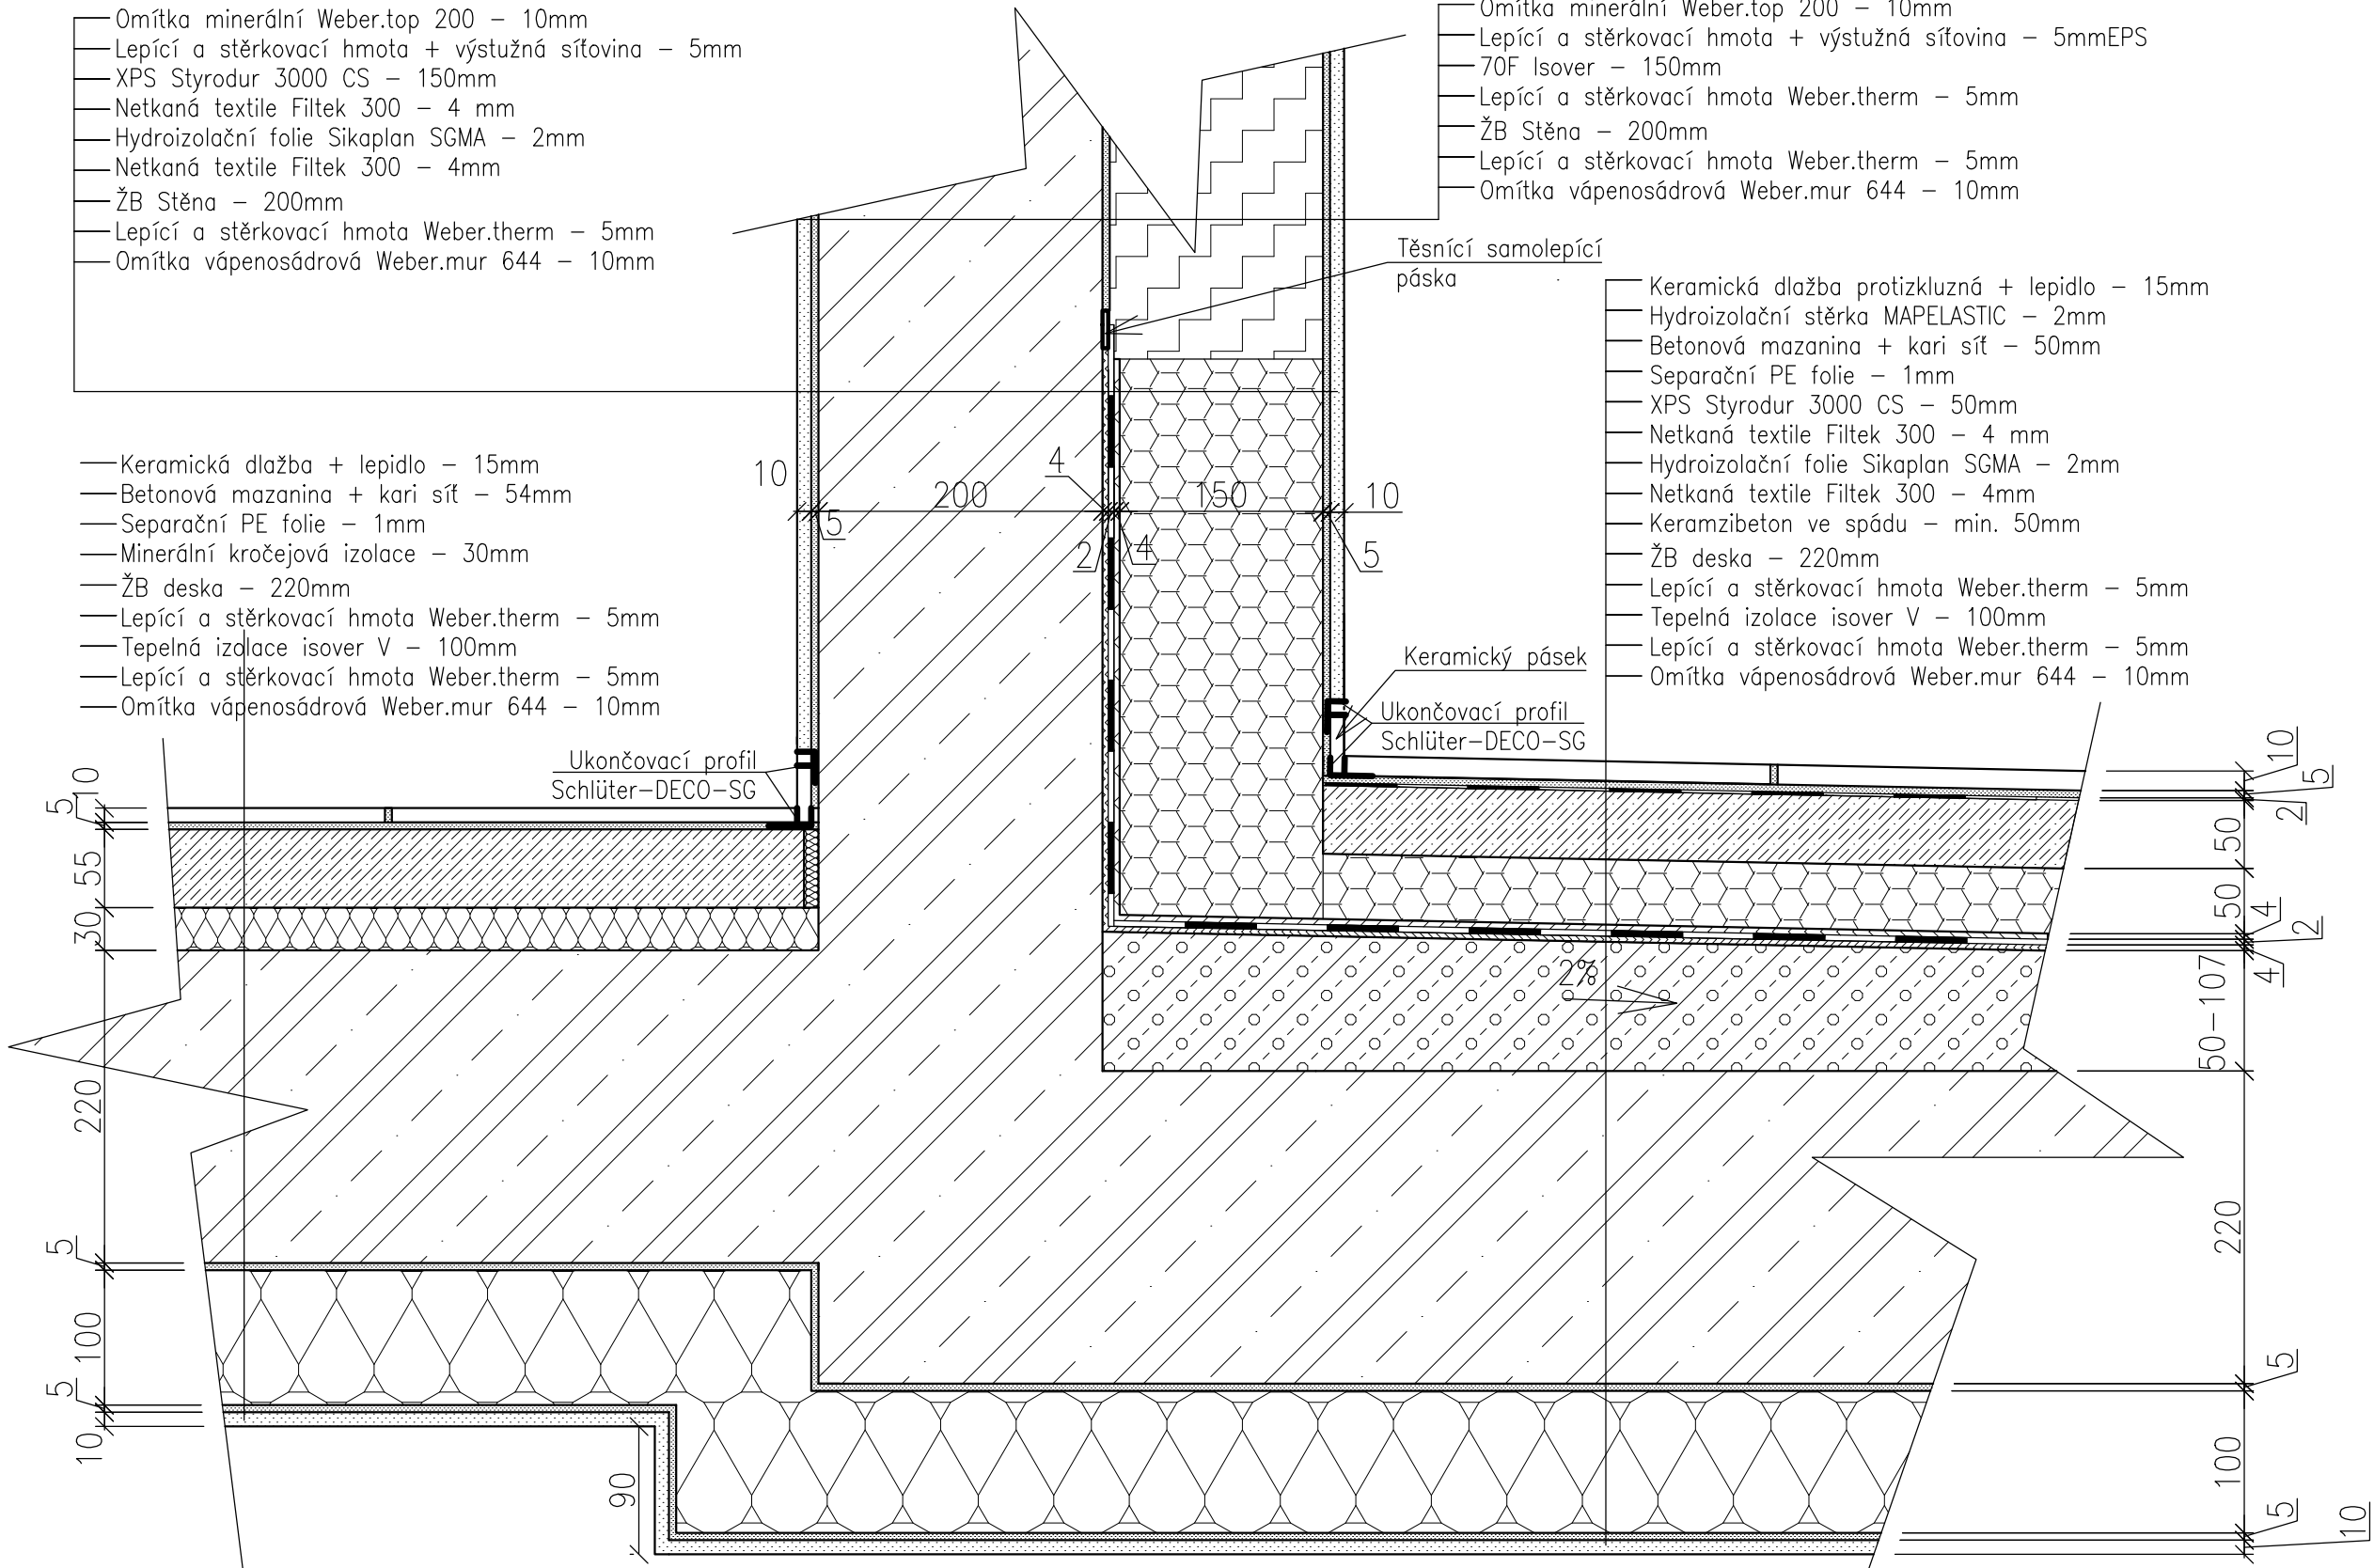 Omítka minerální Weber.top 200 – 10mm
Lepící a stěrkovací hmota + výstužná síťovina – 5mm
XPS Styrodur 3000 CS – 150mm
Netkaná textile Filtek 300 – 4 mm
Hydroizolační folie Sikaplan SGMA – 2mm
Netkaná textile Filtek 300 – 4mm
ŽB Stěna – 200mm
Lepící a stěrkovací hmota Weber.therm – 5mm
Omítka vápenosádrová Weber.mur 644 – 10mm
Omítka minerální Weber.top 200 – 10mm
Lepící a stěrkovací hmota + výstužná síťovina – 5mmEPS
70F Isover – 150mm
Lepící a stěrkovací hmota Weber.therm – 5mm
ŽB Stěna – 200mm
Lepící a stěrkovací hmota Weber.therm – 5mm
Omítka vápenosádrová Weber.mur 644 – 10mm
Těsnící samolepící
páska
Keramická dlažba protizkluzná + lepidlo – 15mm
Hydroizolační stěrka MAPELASTIC – 2mm
Betonová mazanina + kari síť – 50mm
Separační PE folie – 1mm
XPS Styrodur 3000 CS – 50mm
Netkaná textile Filtek 300 – 4 mm
Hydroizolační folie Sikaplan SGMA – 2mm
Netkaná textile Filtek 300 – 4mm
Keramzibeton ve spádu – min. 50mm
ŽB deska – 220mm
Lepící a stěrkovací hmota Weber.therm – 5mm
Tepelná izolace isover V – 100mm
Lepící a stěrkovací hmota Weber.therm – 5mm
Omítka vápenosádrová Weber.mur 644 – 10mm
Keramická dlažba + lepidlo – 15mm
Betonová mazanina + kari síť – 54mm
Separační PE folie – 1mm
Minerální kročejová izolace – 30mm
ŽB deska – 220mm
Lepící a stěrkovací hmota Weber.therm – 5mm
Tepelná izolace isover V – 100mm
Lepící a stěrkovací hmota Weber.therm – 5mm
Omítka vápenosádrová Weber.mur 644 – 10mm
10
5
200
4
2
4
150
5
10
Keramický pásek
Ukončovací profil
Schlüter–DECO–SG
Ukončovací profil
Schlüter–DECO–SG
2%
10
5
55
30
220
5
100
5
10
90
10
5
2
50
50
4
2
4
50–107
220
5
100
5
10